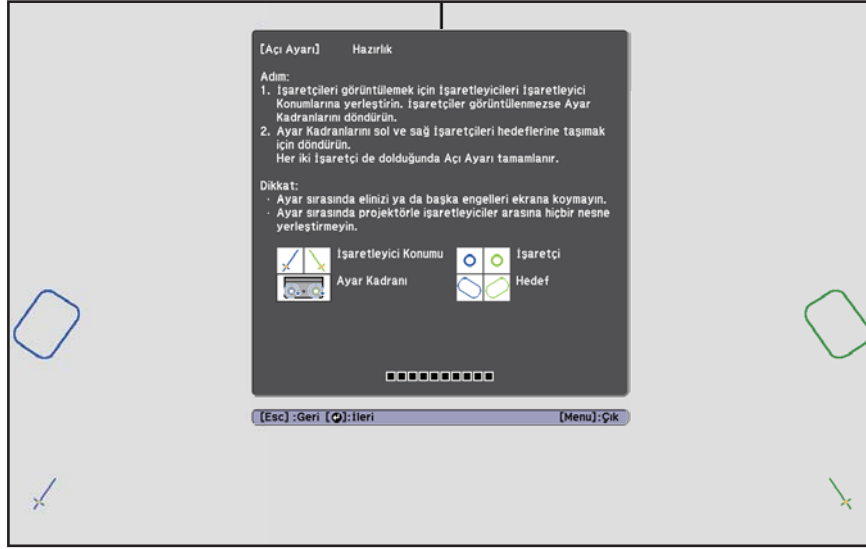 [Açı Ayarı] Hazırlık
Adım:
1. İşaretçileri görüntülemek için İşaretleyicileri İşaretleyici
Konumlarına yerleştirin. İşaretçiler görüntülenmezse Ayar
Kadranlarını döndürün.
2. Ayar Kadranlarını sol ve sağ İşaretçileri hedeflerine taşımak
için döndürün.
Her iki İşaretçi de dolduğunda Açı Ayarı tamamlanır.
Dikkat:
· Ayar sırasında elinizi ya da başka engelleri ekrana koymayın.
· Ayar sırasında projektörle işaretleyiciler arasına hiçbir nesne
yerleştirmeyin.
İşaretleyici Konumu İşaretçi
Ayar Kadranı Hedef
[Esc] :Geri [⏎]:İleri [Menu]:Çık